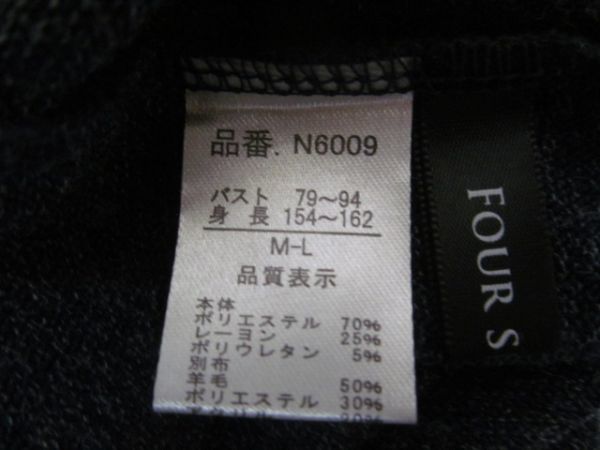 品番. N6009
バスト 79～94
身長 154～162
M-L
品質表示
本体
ポリエステル 70%
レーヨン 25%
ポリウレタン 5%
別布
羊毛 50%
ポリエステル 30%
FOUR S